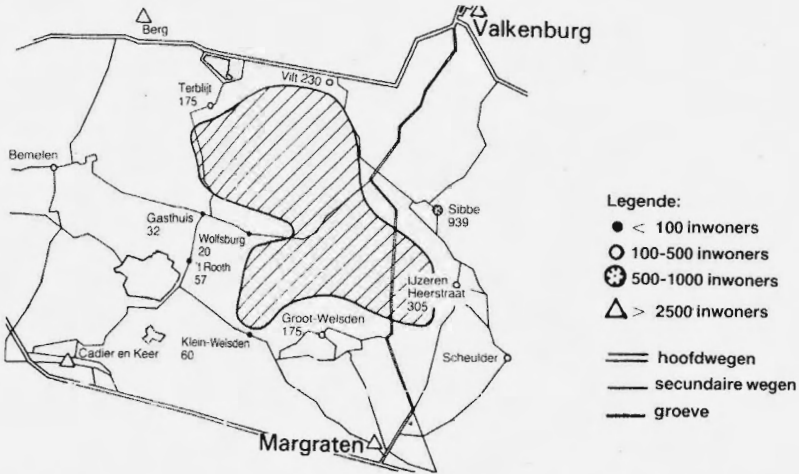 Berg
Valkenburg
Terblijt
175
Vilt 230
Bemelen
Gasthuis
32
Wolfsburg
20
't Rooth
57
Sibbe
939
IJzeren
Heerstraat
305
Groot-Welsden
175
Klein-Welsden
60
Cadier en Keer
Scheulder
Margraten
Legende:
< 100 inwoners
100-500 inwoners
500-1000 inwoners
> 2500 inwoners
hoofdwegen
secundaire wegen
groeve